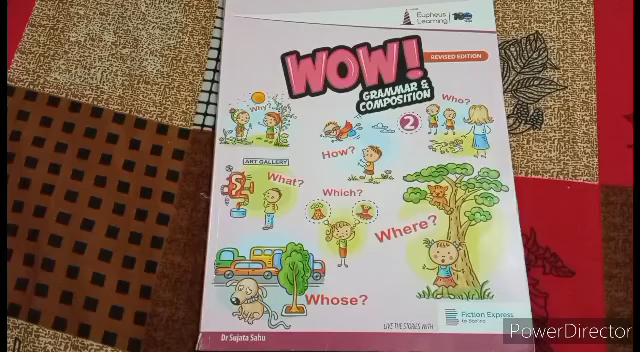 Eupheus
Learning
WOW!
REVISED EDITION
GRAMMAR &
COMPOSITION
2
Why?
Who?
How?
ART GALLERY
What?
Which?
Where?
Whose?
LIVE THE STORIES WITH
Fiction Express
Dr Sujata Sahu
PowerDirector